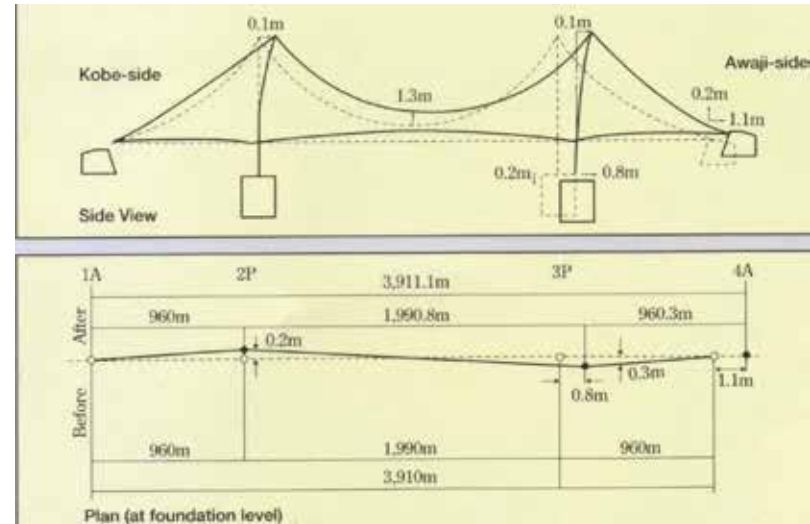 0.1m
0.1m
Kobe-side
Awaji-side
1.3m
0.2m
1.1m
0.2m
0.8m
Side View
1A
2P
3,911.1m
3P
4A
After
960m
1,990.8m
960.3m
0.2m
0.3m
1.1m
0.8m
Before
960m
1,990m
960m
3,910m
Plan (at foundation level)